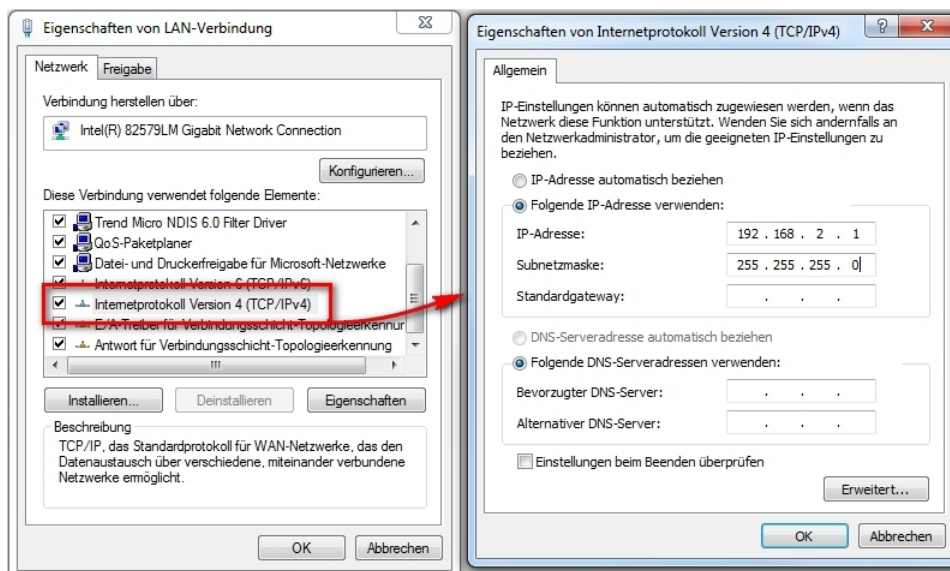 Eigenschaften von LAN-Verbindung
Netzwerk
Freigabe
Verbindung herstellen über:
Intel(R) 82579LM Gigabit Network Connection
Konfigurieren...
Diese Verbindung verwendet folgende Elemente:
Trend Micro NDIS 6.0 Filter Driver
QoS-Paketplaner
Datei- und Druckerfreigabe für Microsoft-Netzwerke
Internetprotokoll Version 6 (TCP/IPv6)
Internetprotokoll Version 4 (TCP/IPv4)
E/A-Treiber für Verbindungsschicht-Topologieerkennur
Antwort für Verbindungsschicht-Topologieerkennung
Installieren...
Deinstallieren
Eigenschaften
Beschreibung
TCP/IP, das Standardprotokoll für WAN-Netzwerke, das den
Datenaustausch über verschiedene, miteinander verbundene
Netzwerke ermöglicht.
OK
Abbrechen
Eigenschaften von Internetprotokoll Version 4 (TCP/IPv4)
Allgemein
IP-Einstellungen können automatisch zugewiesen werden, wenn das
Netzwerk diese Funktion unterstützt. Wenden Sie sich andernfalls an
den Netzwerkadministrator, um die geeigneten IP-Einstellungen zu
beziehen.
IP-Adresse automatisch beziehen
Folgende IP-Adresse verwenden:
IP-Adresse:
192 . 168 . 2 . 1
Subnetzmaske:
255 . 255 . 255 . 0
Standardgateway:
. . .
DNS-Serveradresse automatisch beziehen
Folgende DNS-Serveradressen verwenden:
Bevorzugter DNS-Server:
. . .
Alternativer DNS-Server:
. . .
Einstellungen beim Beenden überprüfen
Erweitert...
OK
Abbrechen